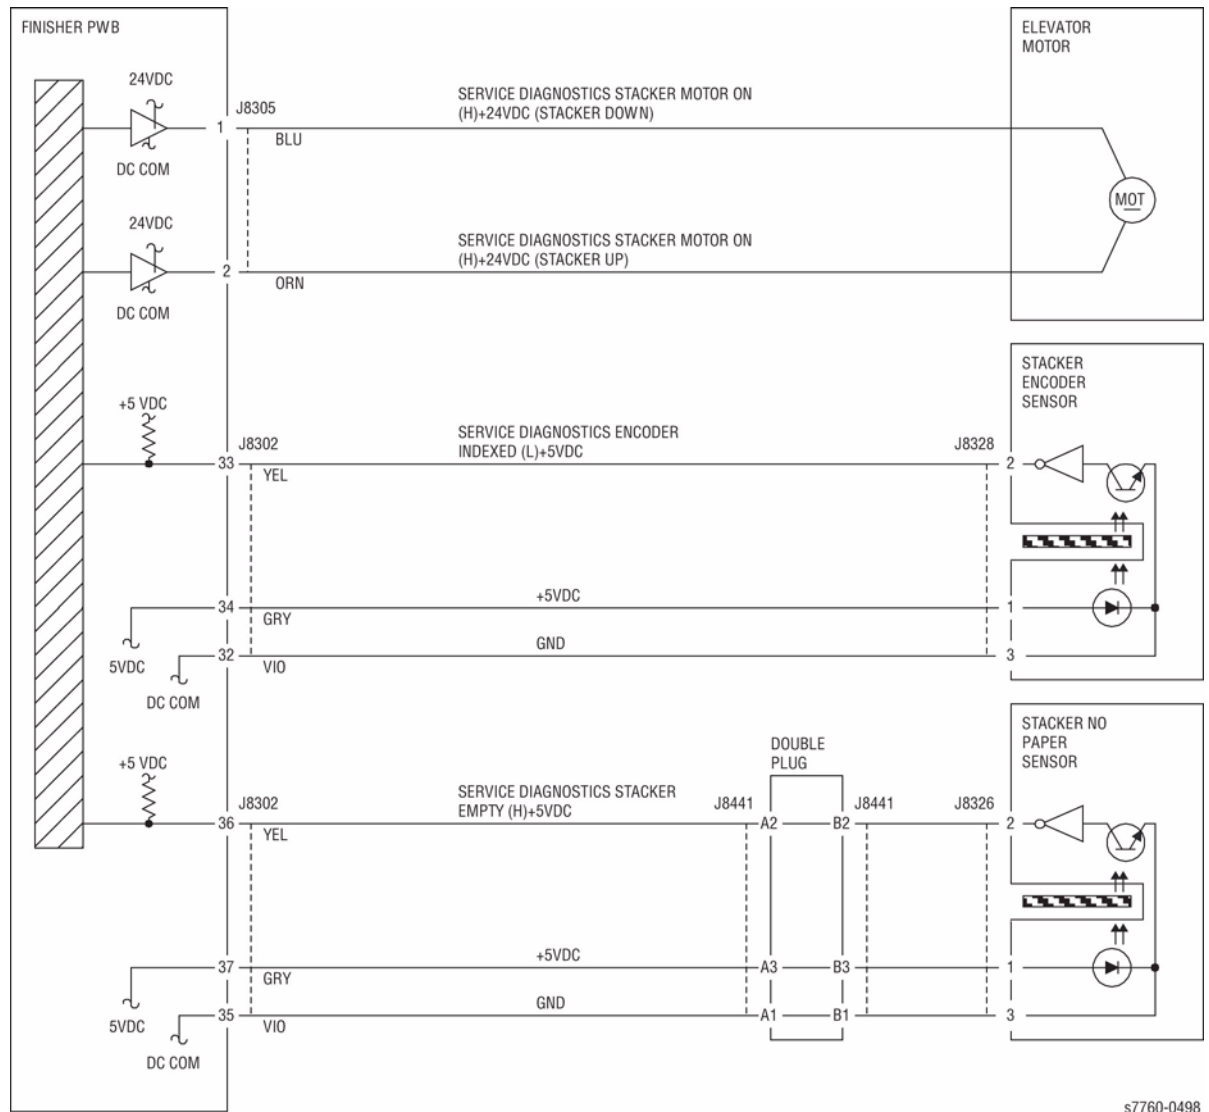 FINISHER PWB
ELEVATOR
MOTOR
24VDC
J8305
SERVICE DIAGNOSTICS STACKER MOTOR ON
(H)+24VDC (STACKER DOWN)
1
BLU
DC COM
MOT
24VDC
SERVICE DIAGNOSTICS STACKER MOTOR ON
(H)+24VDC (STACKER UP)
2
ORN
DC COM
STACKER
ENCODER
SENSOR
+5 VDC
J8302
SERVICE DIAGNOSTICS ENCODER
INDEXED (L)+5VDC
J8328
33
YEL
2
34
GRY
+5VDC
1
5VDC
32
VIO
GND
3
DC COM
STACKER NO
PAPER
SENSOR
DOUBLE
PLUG
+5 VDC
J8302
SERVICE DIAGNOSTICS STACKER
EMPTY (H)+5VDC
J8441
J8441
J8326
36
YEL
A2
B2
2
37
GRY
+5VDC
A3
B3
1
5VDC
35
VIO
GND
A1
B1
3
DC COM
s7760-0498